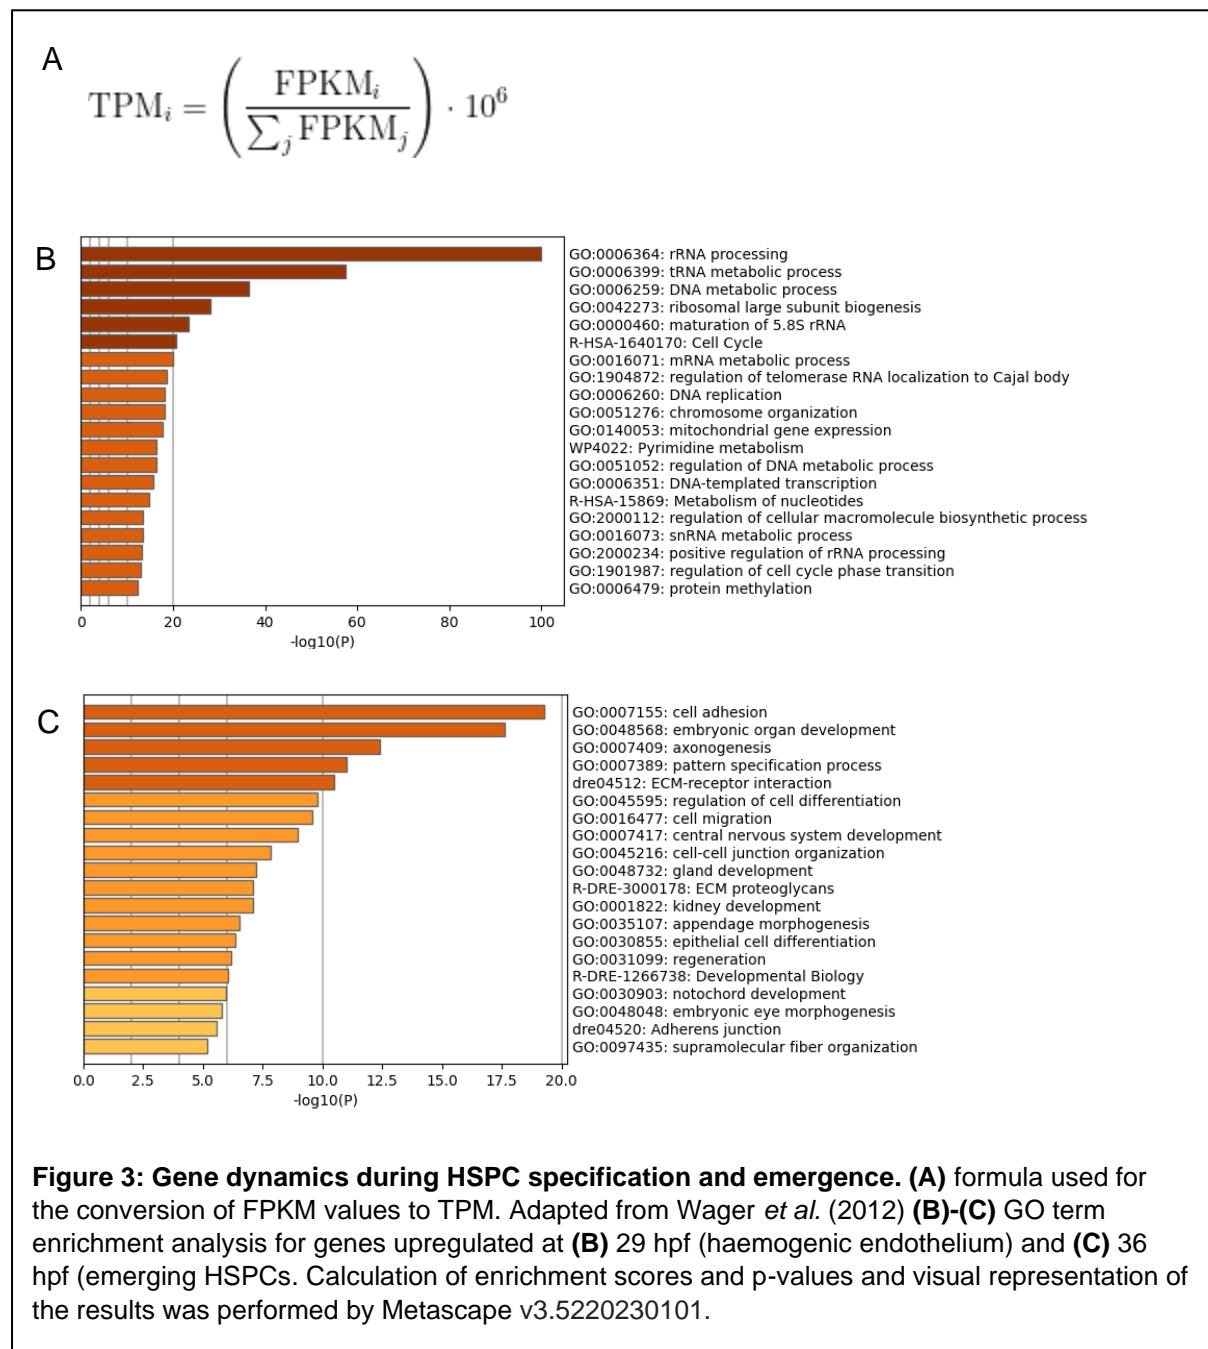 A
TPMᵢ = (FPKMᵢ / ∑ⱼ FPKMⱼ) · 10⁶
B
GO:0006364: rRNA processing
GO:0006399: tRNA metabolic process
GO:0006259: DNA metabolic process
GO:0042273: ribosomal large subunit biogenesis
GO:0000460: maturation of 5.8S rRNA
R-HSA-1640170: Cell Cycle
GO:0016071: mRNA metabolic process
GO:1904872: regulation of telomerase RNA localization to Cajal body
GO:0006260: DNA replication
GO:0051276: chromosome organization
GO:0140053: mitochondrial gene expression
WP4022: Pyrimidine metabolism
GO:0051052: regulation of DNA metabolic process
GO:0006351: DNA-templated transcription
R-HSA-15869: Metabolism of nucleotides
GO:2000112: regulation of cellular macromolecule biosynthetic process
GO:0016073: snRNA metabolic process
GO:2000234: positive regulation of rRNA processing
GO:1901987: regulation of cell cycle phase transition
GO:0006479: protein methylation
0 20 40 60 80 100
-log10(P)
C
GO:0007155: cell adhesion
GO:0048568: embryonic organ development
GO:0007409: axonogenesis
GO:0007389: pattern specification process
dre04512: ECM-receptor interaction
GO:0045595: regulation of cell differentiation
GO:0016477: cell migration
GO:0007417: central nervous system development
GO:0045216: cell-cell junction organization
GO:0048732: gland development
R-DRE-3000178: ECM proteoglycans
GO:0001822: kidney development
GO:0035107: appendage morphogenesis
GO:0030855: epithelial cell differentiation
GO:0031099: regeneration
R-DRE-1266738: Developmental Biology
GO:0030903: notochord development
GO:0048048: embryonic eye morphogenesis
dre04520: Adherens junction
GO:0097435: supramolecular fiber organization
0.0 2.5 5.0 7.5 10.0 12.5 15.0 17.5 20.0
-log10(P)
Figure 3: Gene dynamics during HSPC specification and emergence. (A) formula used for
the conversion of FPKM values to TPM. Adapted from Wager et al. (2012) (B)-(C) GO term
enrichment analysis for genes upregulated at (B) 29 hpf (haemogenic endothelium) and (C) 36
hpf (emerging HSPCs. Calculation of enrichment scores and p-values and visual representation of
the results was performed by Metascape v3.5220230101.